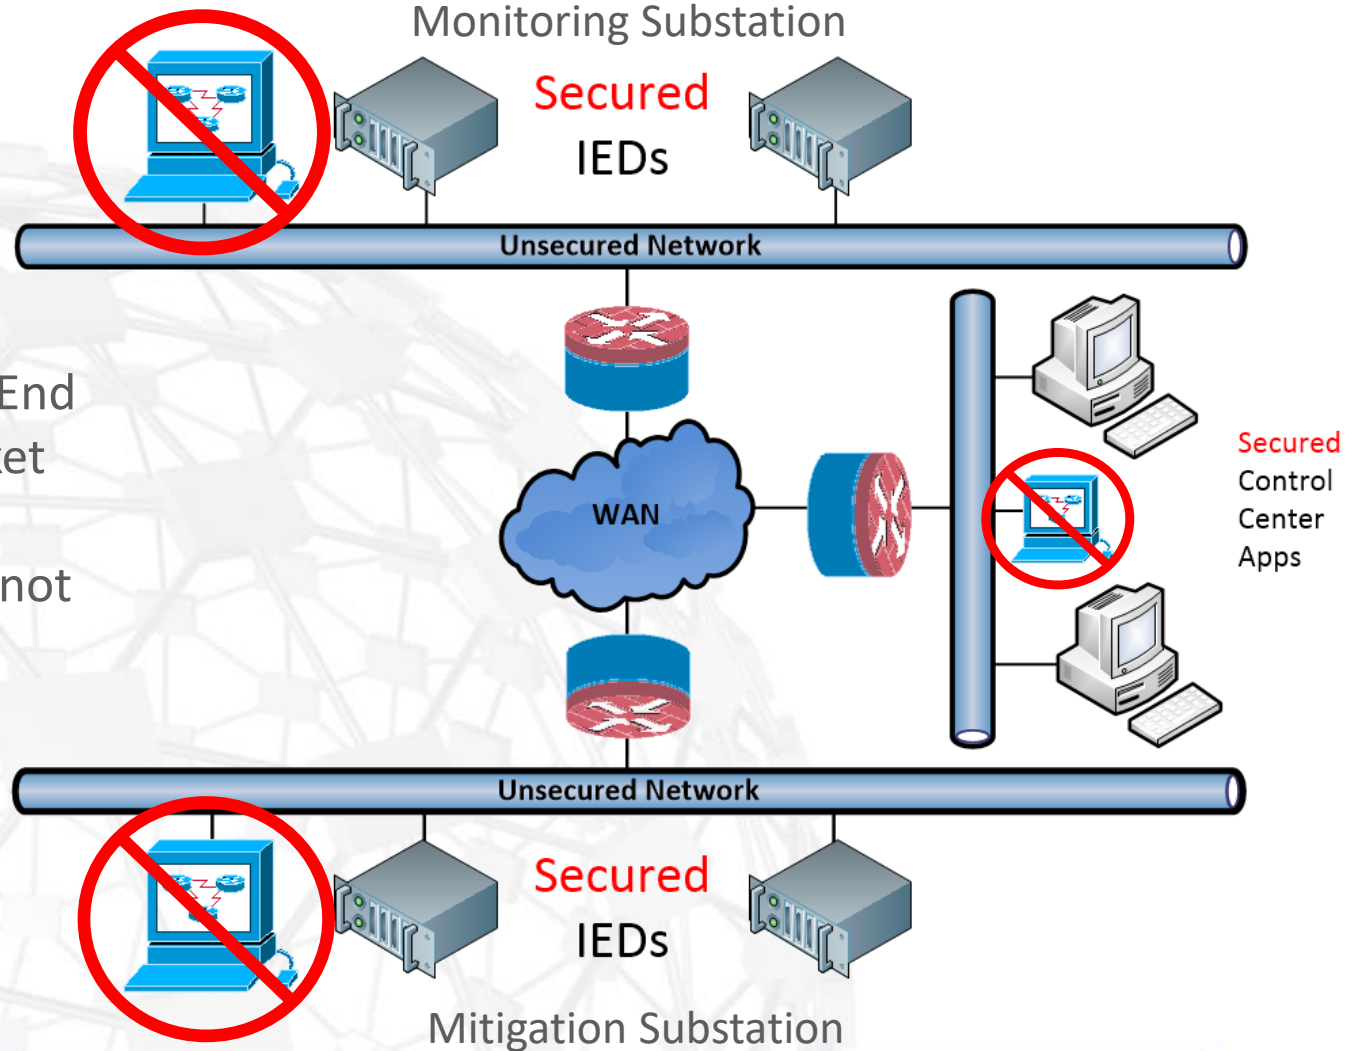 Monitoring Substation
Secured
IEDs
Unsecured Network
End
et
not
WAN
Secured
Control
Center
Apps
Unsecured Network
Secured
IEDs
Mitigation Substation